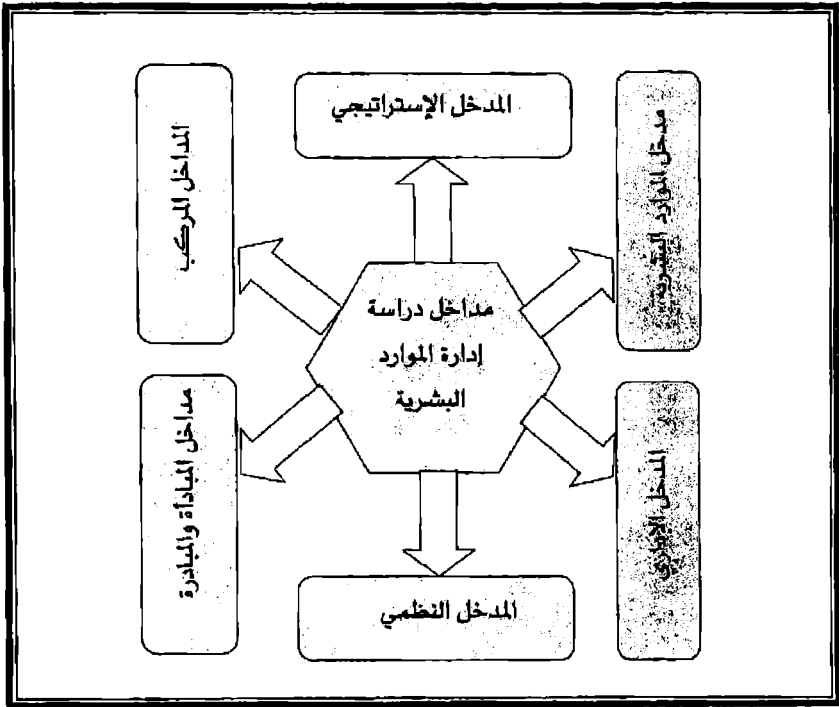 المدخل الإستراتيجي
مدخل الموارد البشرية
المداخل المركب
مداخل دراسة
إدارة الموارد
البشرية
المدخل الإداري
مداخل المباداة والمبادرة
المدخل النظمي